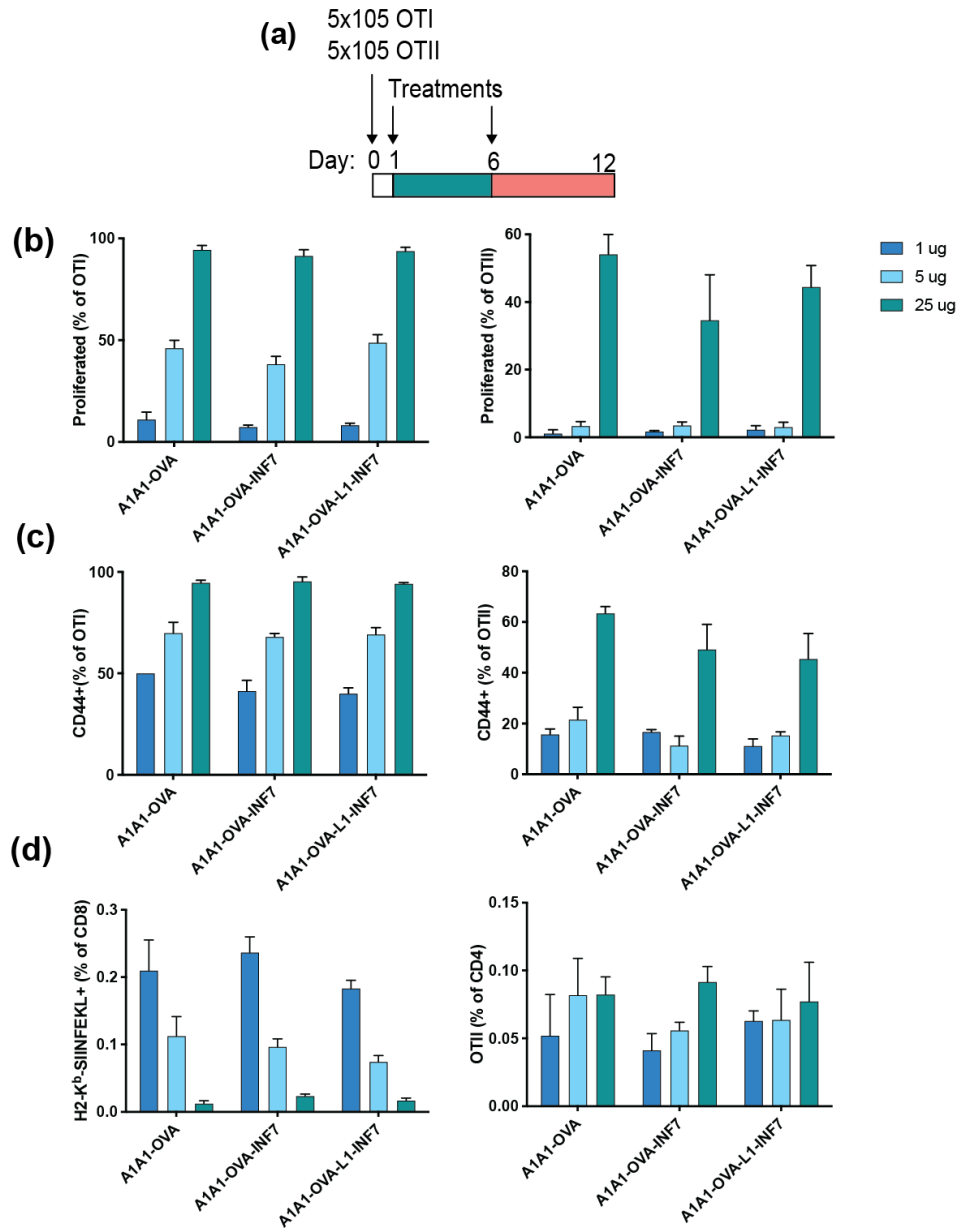 (a)
5x105 OTI
5x105 OTII
Treatments
Day: 0 1 6 12
(b)
Proliferated (% of OTI)
100
50
0
A1A1-OVA
A1A1-OVA-INF7
A1A1-OVA-L1-INF7
Proliferated (% of OTII)
60
40
20
0
A1A1-OVA
A1A1-OVA-INF7
A1A1-OVA-L1-INF7
1 ug
5 ug
25 ug
(c)
CD44+(% of OTI)
100
50
0
A1A1-OVA
A1A1-OVA-INF7
A1A1-OVA-L1-INF7
CD44+ (% of OTII)
80
60
40
20
0
A1A1-OVA
A1A1-OVA-INF7
A1A1-OVA-L1-INF7
(d)
H2-Kᵇ-SIINFEKL+ (% of CD8)
0.3
0.2
0.1
0.0
A1A1-OVA
A1A1-OVA-INF7
A1A1-OVA-L1-INF7
OTII (% of CD4)
0.15
0.10
0.05
0.00
A1A1-OVA
A1A1-OVA-INF7
A1A1-OVA-L1-INF7